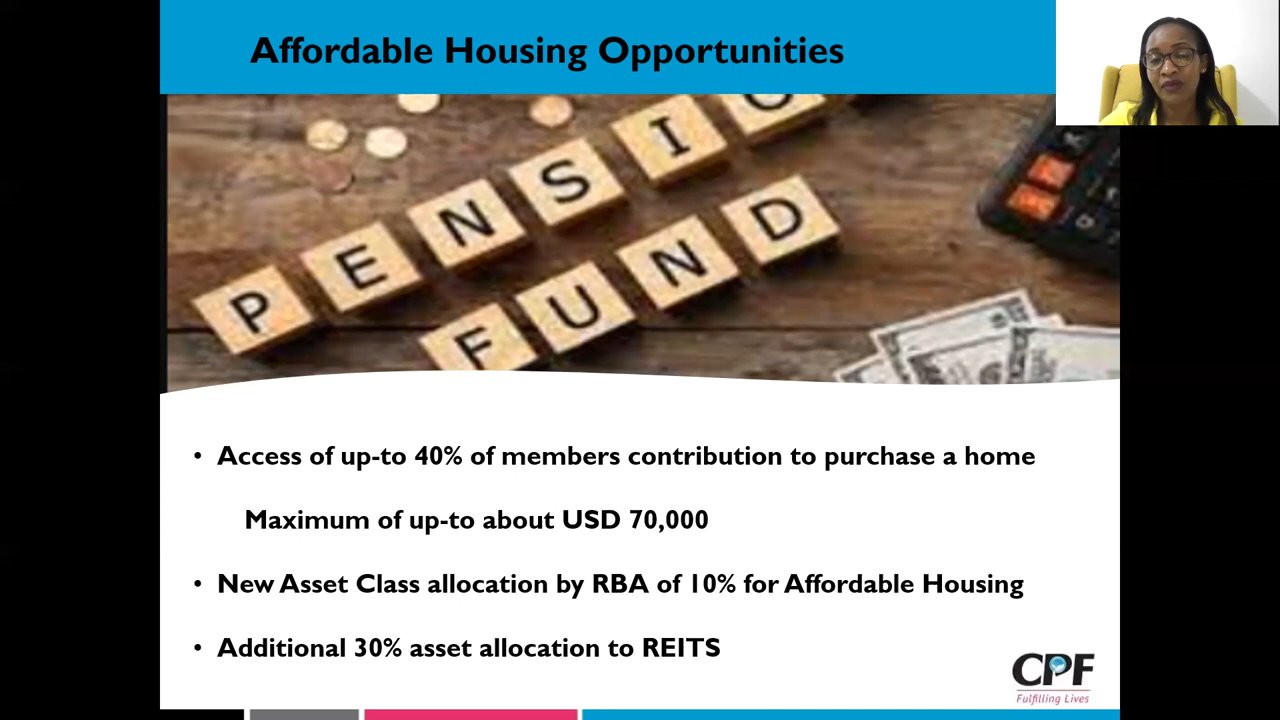 Affordable Housing Opportunities
PENSIO
FUND
• Access of up-to 40% of members contribution to purchase a home
Maximum of up-to about USD 70,000
• New Asset Class allocation by RBA of 10% for Affordable Housing
• Additional 30% asset allocation to REITS
CPF
Fulfilling Lives